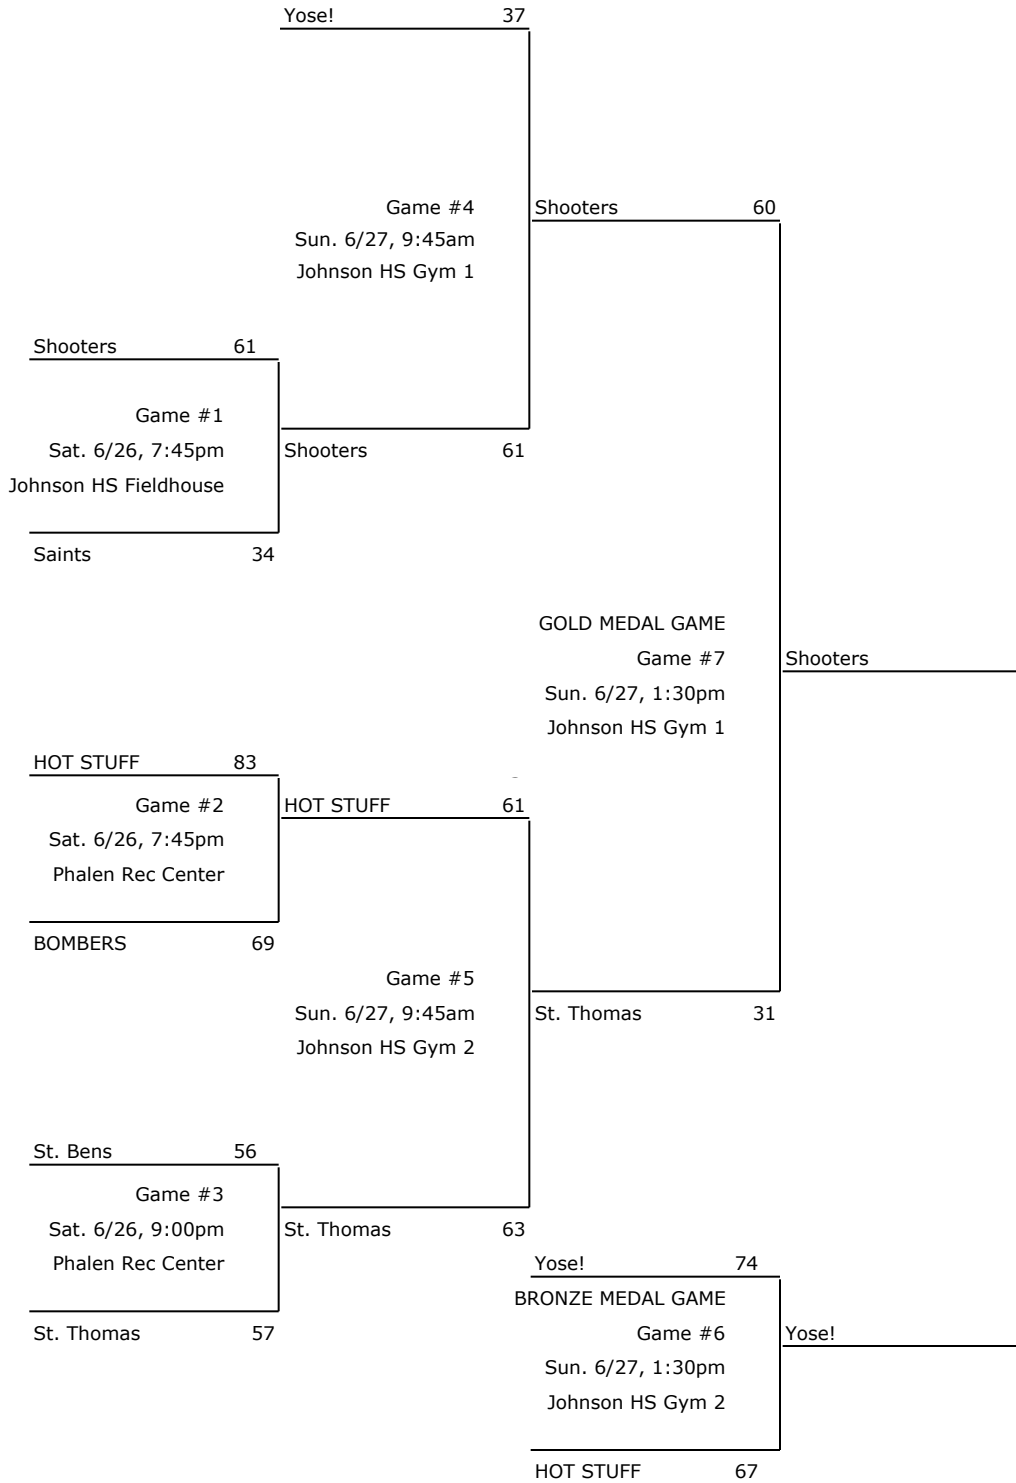 Yose! 37
Game #4
Shooters 60
Sun. 6/27, 9:45am
Johnson HS Gym 1
Shooters 61
Game #1
Sat. 6/26, 7:45pm
Shooters 61
Johnson HS Fieldhouse
Saints 34
GOLD MEDAL GAME
Game #7
Shooters
Sun. 6/27, 1:30pm
Johnson HS Gym 1
HOT STUFF 83
Game #2
HOT STUFF 61
Sat. 6/26, 7:45pm
Phalen Rec Center
BOMBERS 69
Game #5
Sun. 6/27, 9:45am
St. Thomas 31
Johnson HS Gym 2
St. Bens 56
Game #3
Sat. 6/26, 9:00pm
St. Thomas 63
Phalen Rec Center
Yose! 74
BRONZE MEDAL GAME
St. Thomas 57
Game #6
Yose!
Sun. 6/27, 1:30pm
Johnson HS Gym 2
HOT STUFF 67